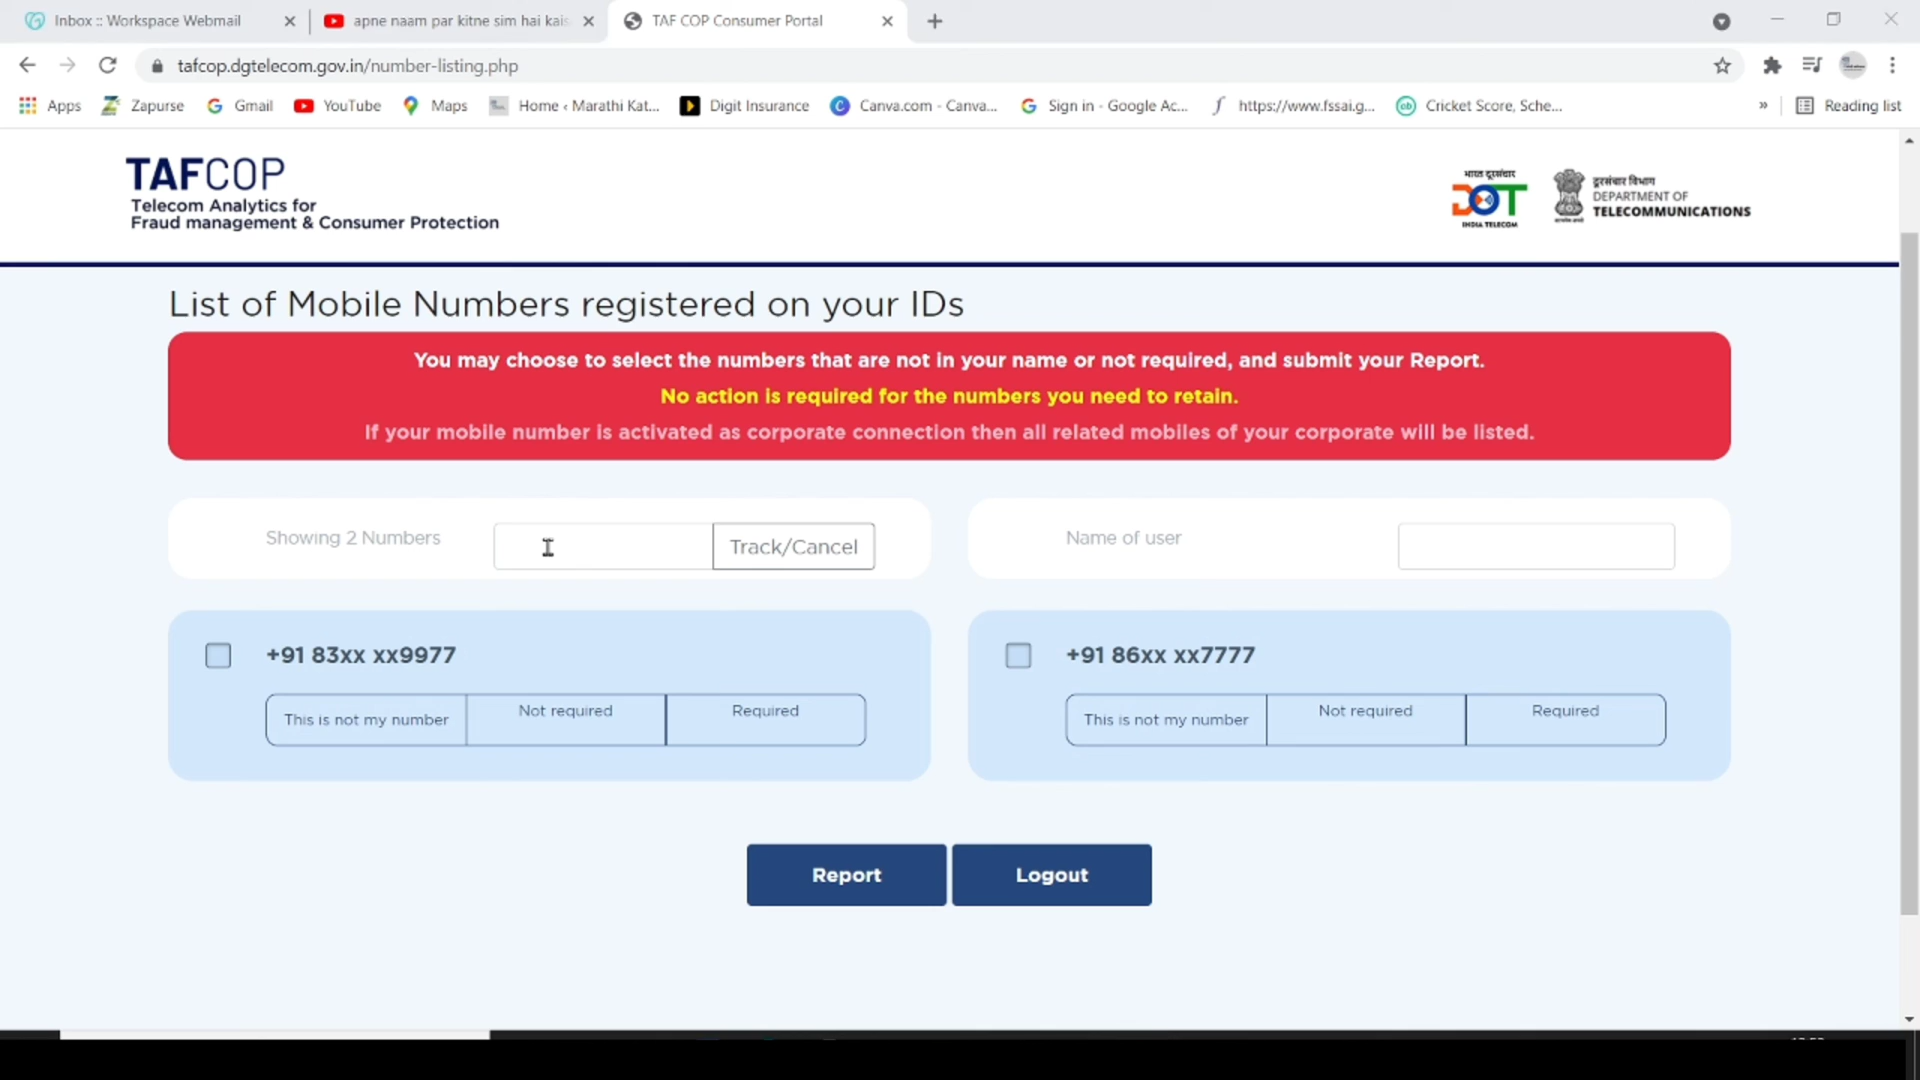 Inbox :: Workspace Webmail
apne naam par kitne sim hai kais
TAF COP Consumer Portal
tafcop.dgtelecom.gov.in/number-listing.php
Apps
Zapurse
Gmail
YouTube
Maps
Home ‹ Marathi Kat...
Digit Insurance
Canva.com - Canva...
Sign in - Google Ac...
https://www.fssai.g...
Cricket Score, Sche...
»
Reading list
TAFCOP
Telecom Analytics for
Fraud management & Consumer Protection
भारत दूरसंचार
DOT
INDIA TELECOM
दूरसंचार विभाग
DEPARTMENT OF
TELECOMMUNICATIONS
List of Mobile Numbers registered on your IDs
You may choose to select the numbers that are not in your name or not required, and submit your Report.
No action is required for the numbers you need to retain.
If your mobile number is activated as corporate connection then all related mobiles of your corporate will be listed.
Showing 2 Numbers
Track/Cancel
Name of user
+91 83xx xx9977
This is not my number
Not required
Required
+91 86xx xx7777
This is not my number
Not required
Required
Report
Logout